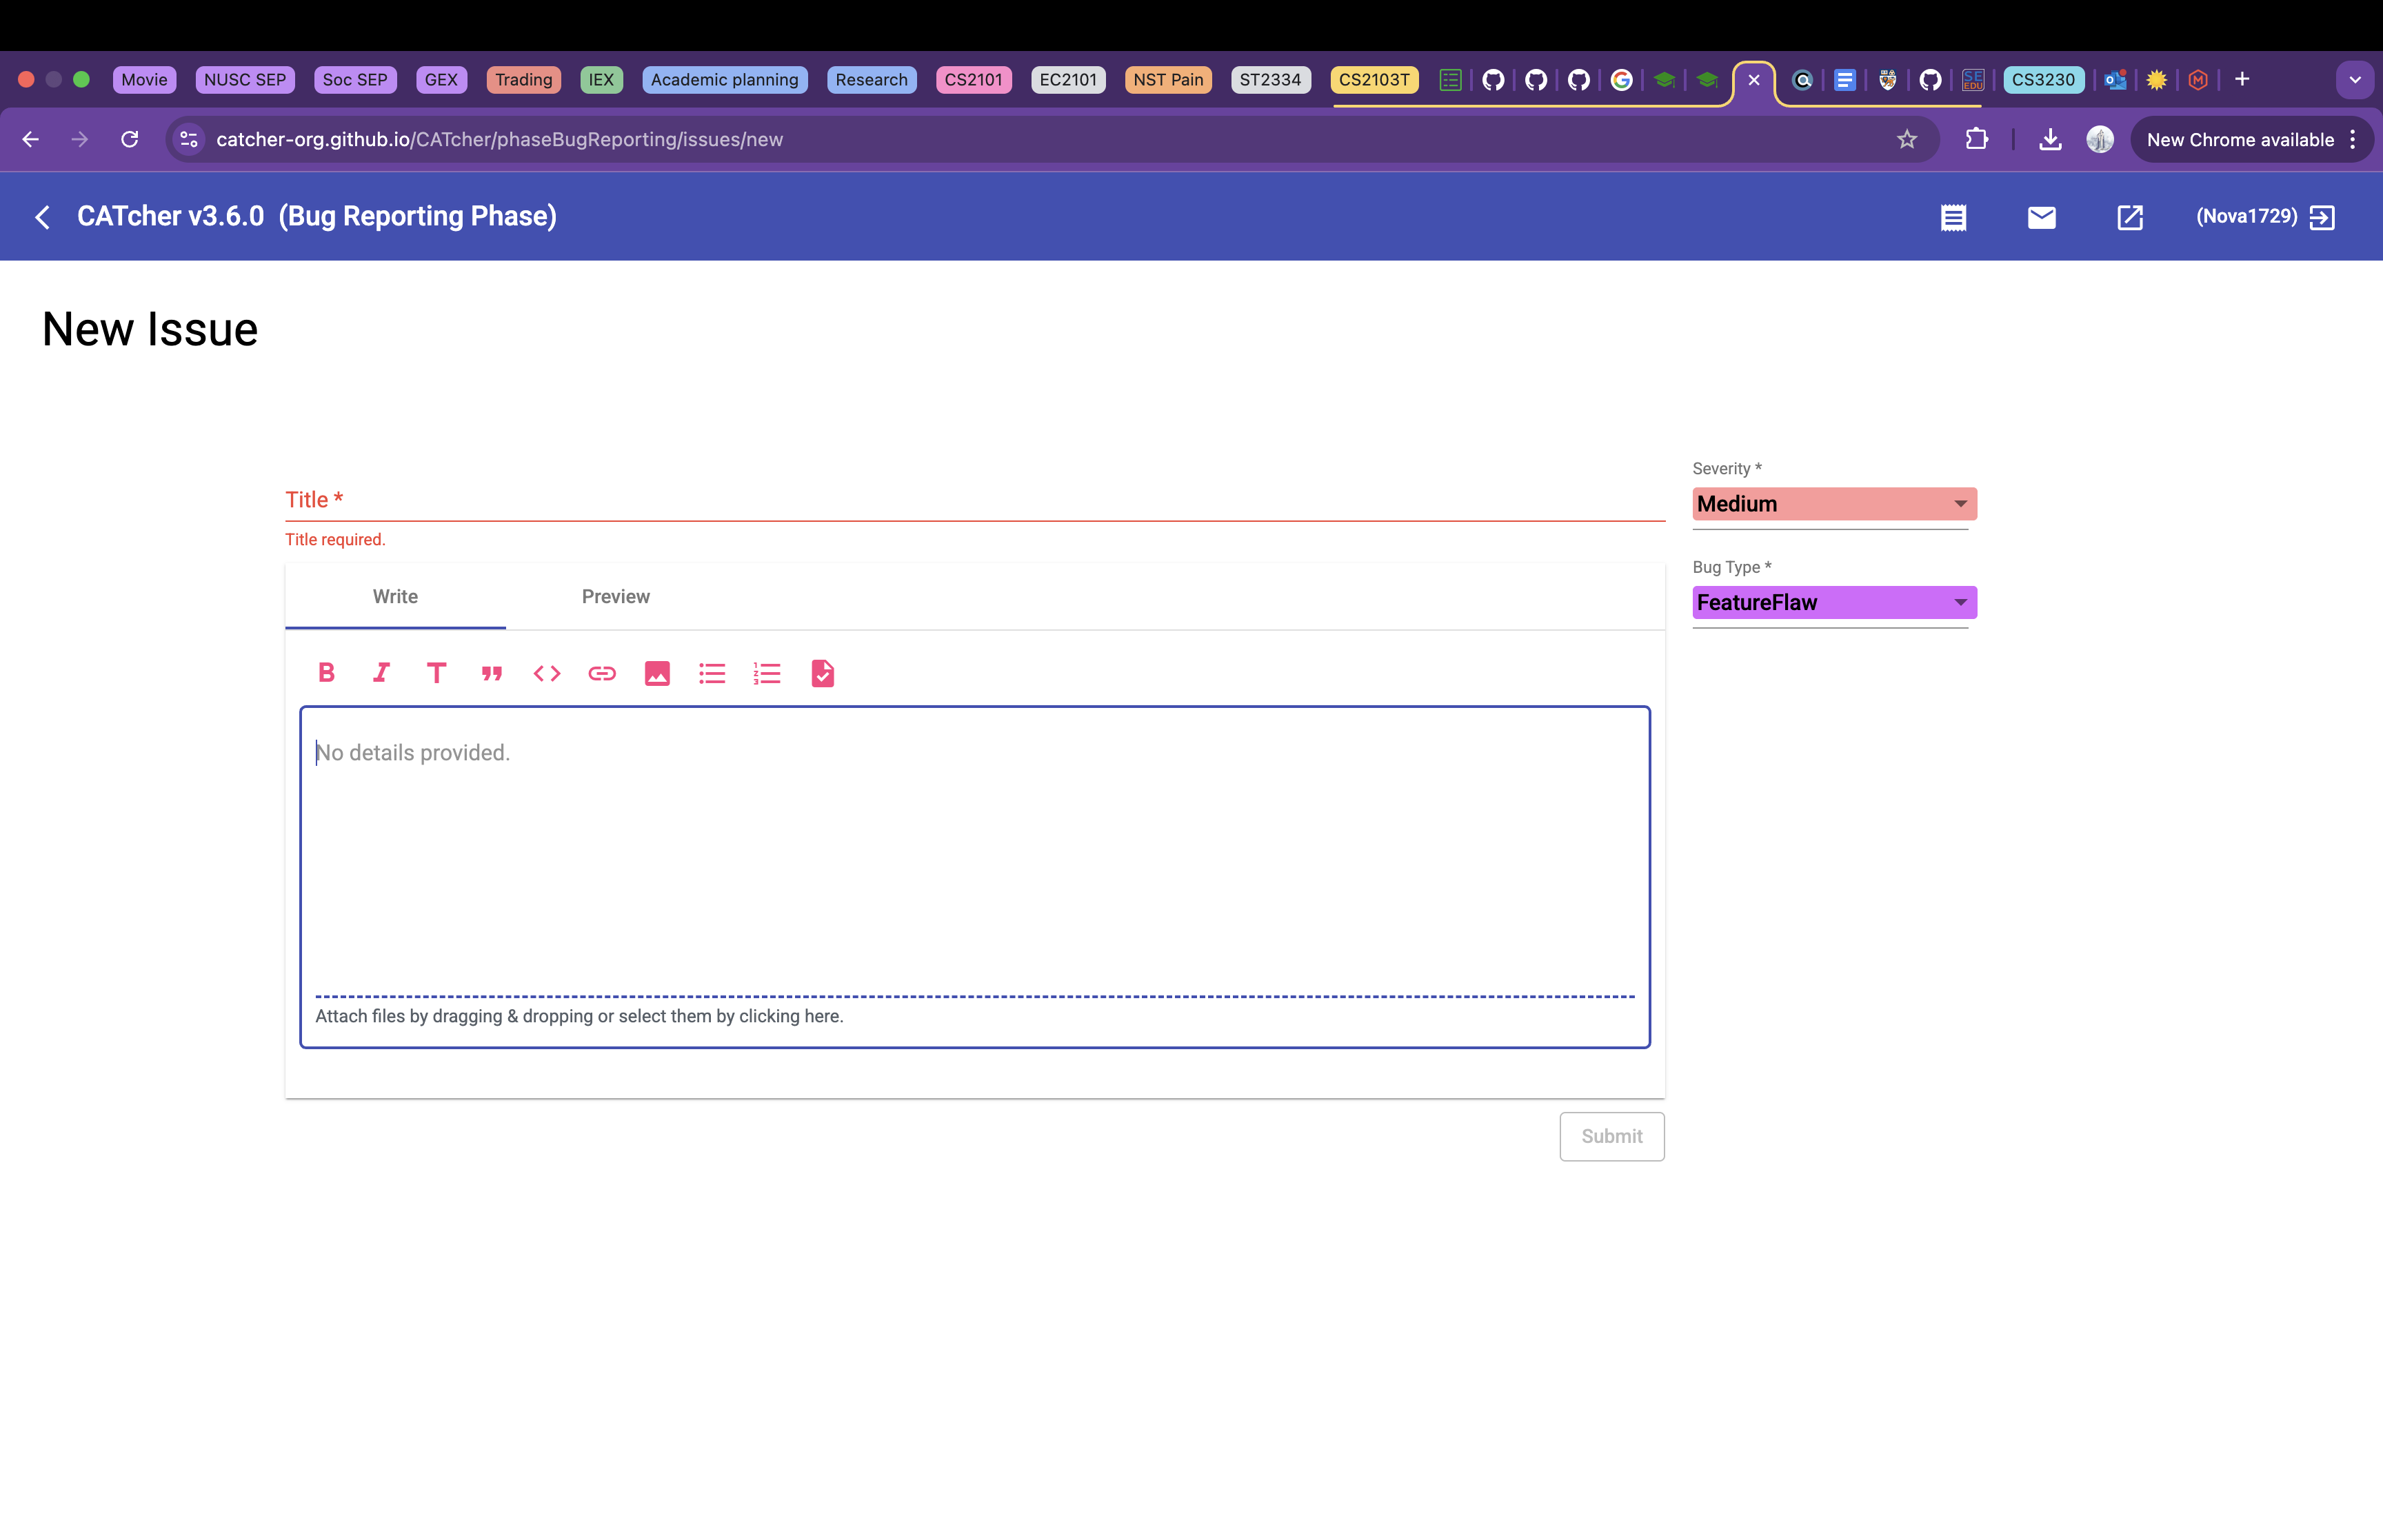 Movie NUSC SEP Soc SEP GEX Trading IEX Academic planning Research CS2101 EC2101 NST Pain ST2334 CS2103T SE EDU CS3230
catcher-org.github.io/CATcher/phaseBugReporting/issues/new New Chrome available
CATcher v3.6.0 (Bug Reporting Phase) (Nova1729)
New Issue
Title *
Title required.
Severity *
Medium
Bug Type *
FeatureFlaw
Write Preview
No details provided.
Attach files by dragging & dropping or select them by clicking here.
Submit